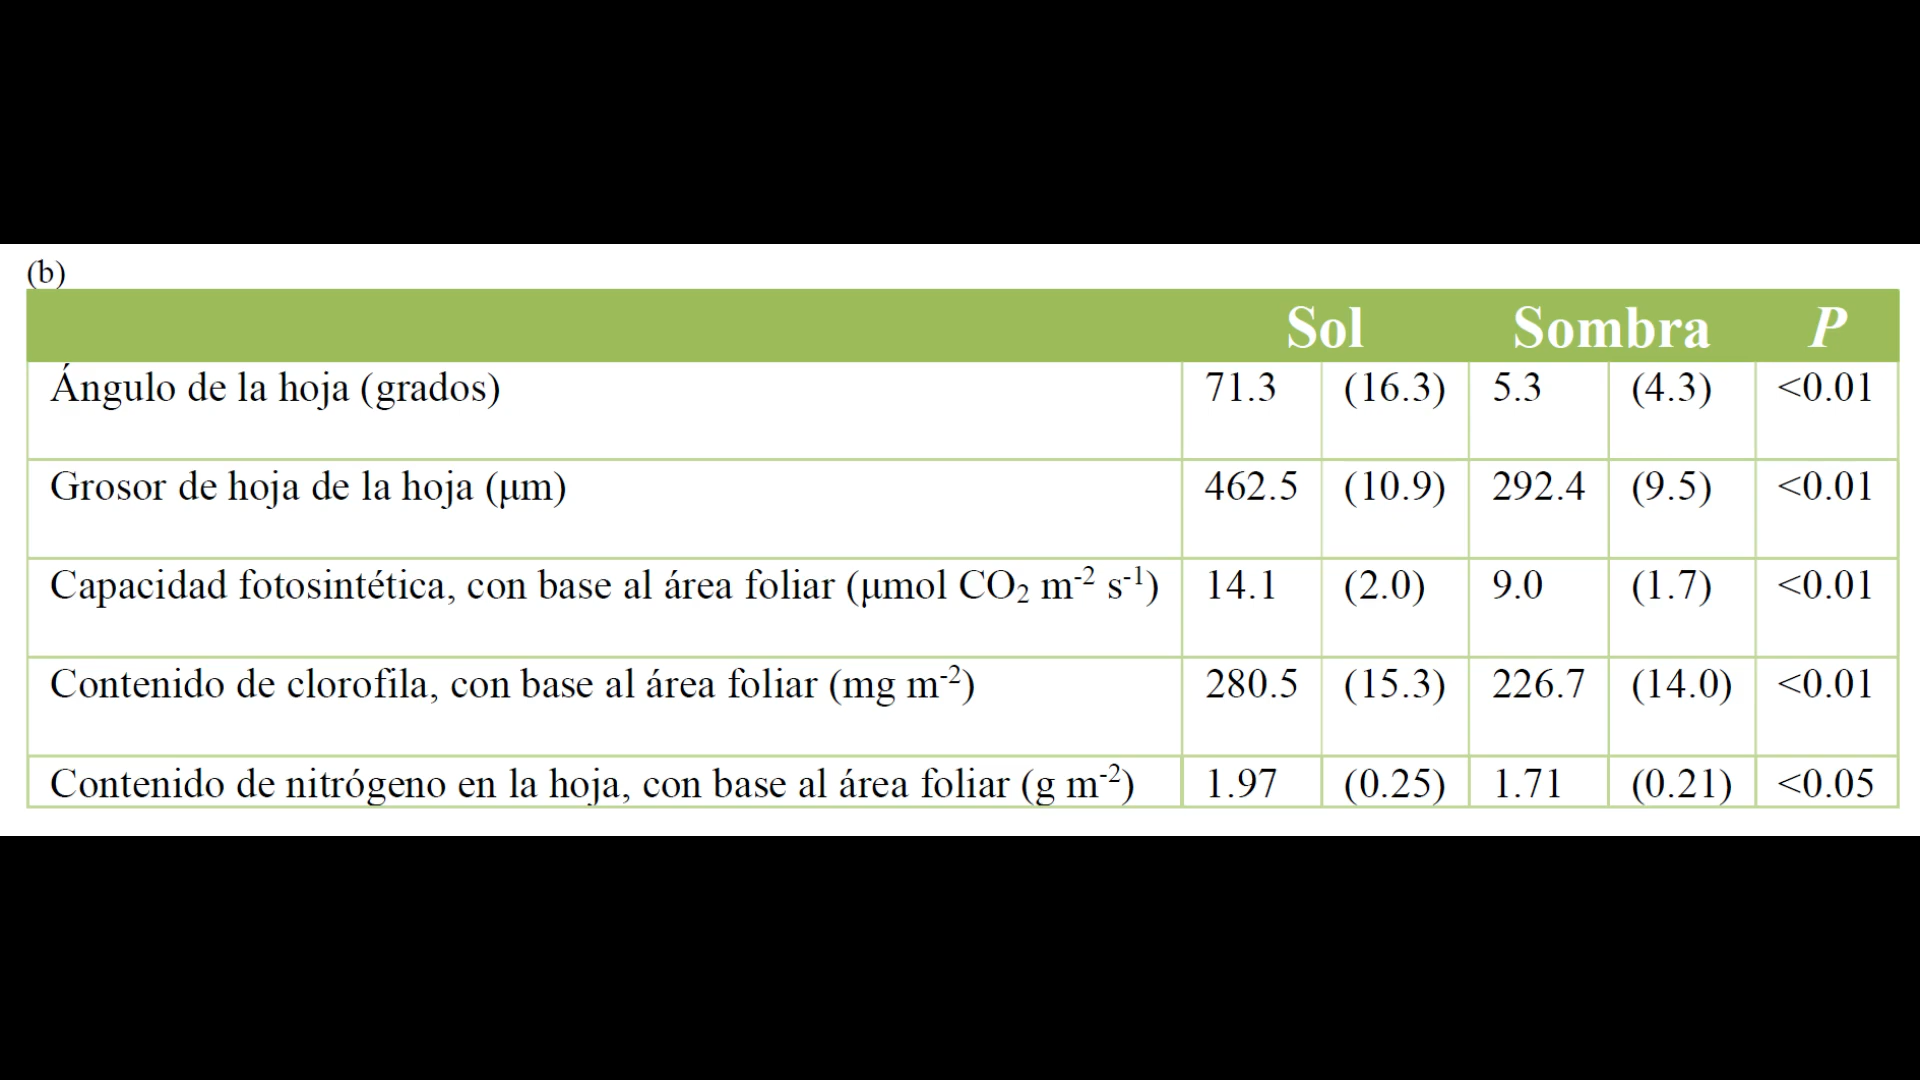 (b)
Sol Sombra P
Ángulo de la hoja (grados) 71.3 (16.3) 5.3 (4.3) <0.01
Grosor de hoja de la hoja (μm) 462.5 (10.9) 292.4 (9.5) <0.01
Capacidad fotosintética, con base al área foliar (μmol CO₂ m⁻² s⁻¹) 14.1 (2.0) 9.0 (1.7) <0.01
Contenido de clorofila, con base al área foliar (mg m⁻²) 280.5 (15.3) 226.7 (14.0) <0.01
Contenido de nitrógeno en la hoja, con base al área foliar (g m⁻²) 1.97 (0.25) 1.71 (0.21) <0.05